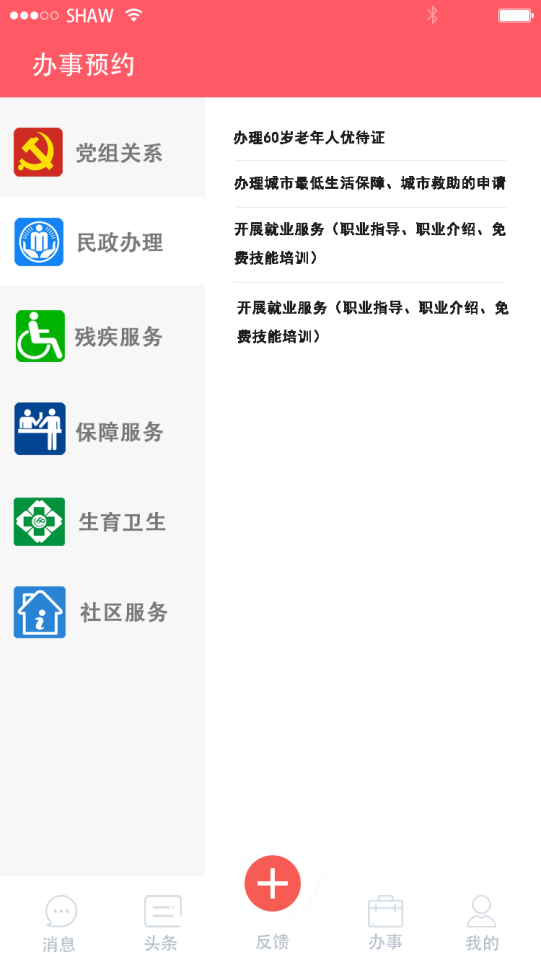 SHAW
办事预约
党组关系
民政办理
残疾服务
保障服务
生育卫生
社区服务
办理60岁老年人优待证
办理城市最低生活保障、城市救助的申请
开展就业服务（职业指导、职业介绍、免
费技能培训）
开展就业服务（职业指导、职业介绍、免
费技能培训）
消息
头条
反馈
办事
我的